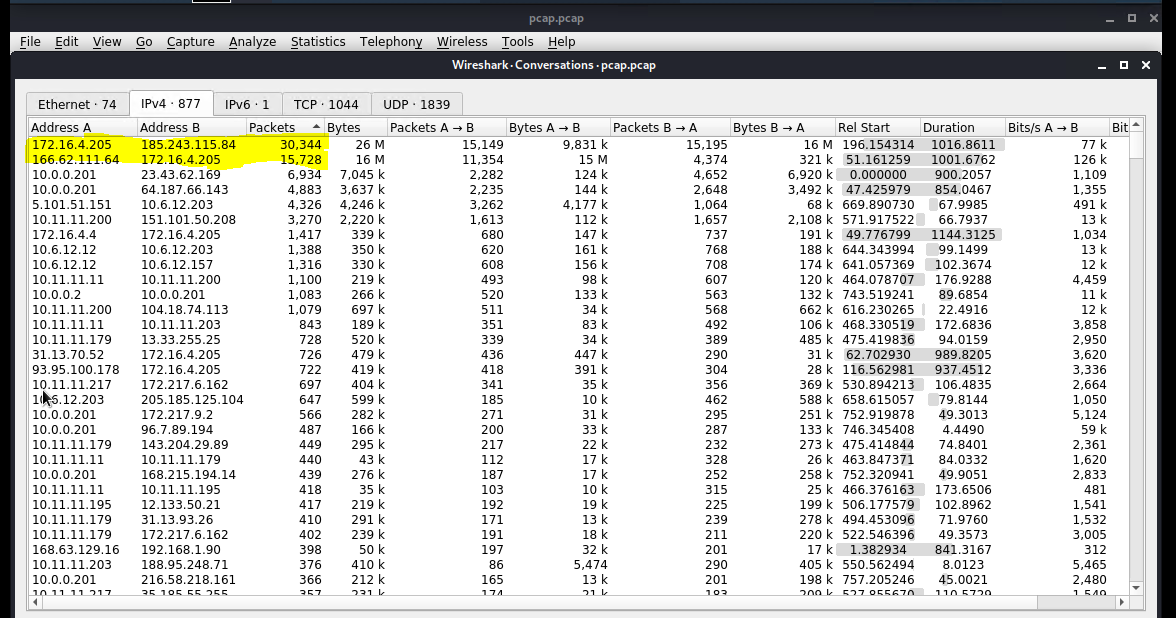 pcap.pcap
File Edit View Go Capture Analyze Statistics Telephony Wireless Tools Help
Wireshark · Conversations · pcap.pcap
Ethernet · 74 IPv4 · 877 IPv6 · 1 TCP · 1044 UDP · 1839
Address A Address B Packets Bytes Packets A → B Bytes A → B Packets B → A Bytes B → A Rel Start Duration Bits/s A → B Bit
172.16.4.205 185.243.115.84 30,344 26 M 15,149 9,831 k 15,195 16 M 196.154314 1016.8611 77 k
166.62.111.64 172.16.4.205 15,728 16 M 11,354 15 M 4,374 321 k 51.161259 1001.6762 126 k
10.0.0.201 23.43.62.169 6,934 7,045 k 2,282 124 k 4,652 6,920 k 0.000000 900.2057 1,109
10.0.0.201 64.187.66.143 4,883 3,637 k 2,235 144 k 2,648 3,492 k 47.425979 854.0467 1,355
5.101.51.151 10.6.12.203 4,326 4,246 k 3,262 4,177 k 1,064 68 k 669.890730 67.9985 491 k
10.11.11.200 151.101.50.208 3,270 2,220 k 1,613 112 k 1,657 2,108 k 571.917522 66.7937 13 k
172.16.4.4 172.16.4.205 1,417 339 k 680 147 k 737 191 k 49.776799 1144.3125 1,034
10.6.12.12 10.6.12.203 1,388 350 k 620 161 k 768 188 k 644.343994 99.1499 13 k
10.6.12.12 10.6.12.157 1,316 330 k 608 156 k 708 174 k 641.057369 102.3674 12 k
10.11.11.11 10.11.11.200 1,100 219 k 493 98 k 607 120 k 464.078707 176.9288 4,459
10.0.0.2 10.0.0.201 1,083 266 k 520 133 k 563 132 k 743.519241 89.6854 11 k
10.11.11.200 104.18.74.113 1,079 697 k 511 34 k 568 662 k 616.230265 22.4916 12 k
10.11.11.11 10.11.11.203 843 189 k 351 83 k 492 106 k 468.330519 172.6836 3,858
10.11.11.179 13.33.255.25 728 520 k 339 34 k 389 485 k 475.419836 94.0159 2,950
31.13.70.52 172.16.4.205 726 479 k 436 447 k 290 31 k 62.702930 989.8205 3,620
93.95.100.178 172.16.4.205 722 419 k 418 391 k 304 28 k 116.562981 937.4512 3,336
10.11.11.217 172.217.6.162 697 404 k 341 35 k 356 369 k 530.894213 106.4835 2,664
10.6.12.203 205.185.125.104 647 599 k 185 10 k 462 588 k 658.615057 79.8144 1,050
10.0.0.201 172.217.9.2 566 282 k 271 31 k 295 251 k 752.919878 49.3013 5,124
10.0.0.201 96.7.89.194 487 166 k 200 33 k 287 133 k 746.345408 4.4490 59 k
10.11.11.179 143.204.29.89 449 295 k 217 22 k 232 273 k 475.414844 74.8401 2,361
10.11.11.11 10.11.11.179 440 43 k 112 17 k 328 26 k 463.847371 84.0332 1,620
10.0.0.201 168.215.194.14 439 276 k 187 17 k 252 258 k 752.320941 49.9051 2,833
10.11.11.11 10.11.11.195 418 35 k 103 10 k 315 25 k 466.376163 173.6506 481
10.11.11.195 12.133.50.21 417 219 k 192 19 k 225 199 k 506.177579 102.8962 1,541
10.11.11.179 31.13.93.26 410 291 k 171 13 k 239 278 k 494.453096 71.9760 1,532
10.11.11.179 172.217.6.162 402 239 k 191 18 k 211 220 k 522.546396 49.3573 3,005
168.63.129.16 192.168.1.90 398 50 k 197 32 k 201 17 k 1.382934 841.3167 312
10.11.11.203 188.95.248.71 376 410 k 86 5,474 290 405 k 550.562494 8.0123 5,465
10.0.0.201 216.58.218.161 366 212 k 165 13 k 201 198 k 757.205246 45.0021 2,480
10.11.11.217 35.185.55.255 357 231 k 174 21 k 183 209 k 527.855670 110.5729 1,549